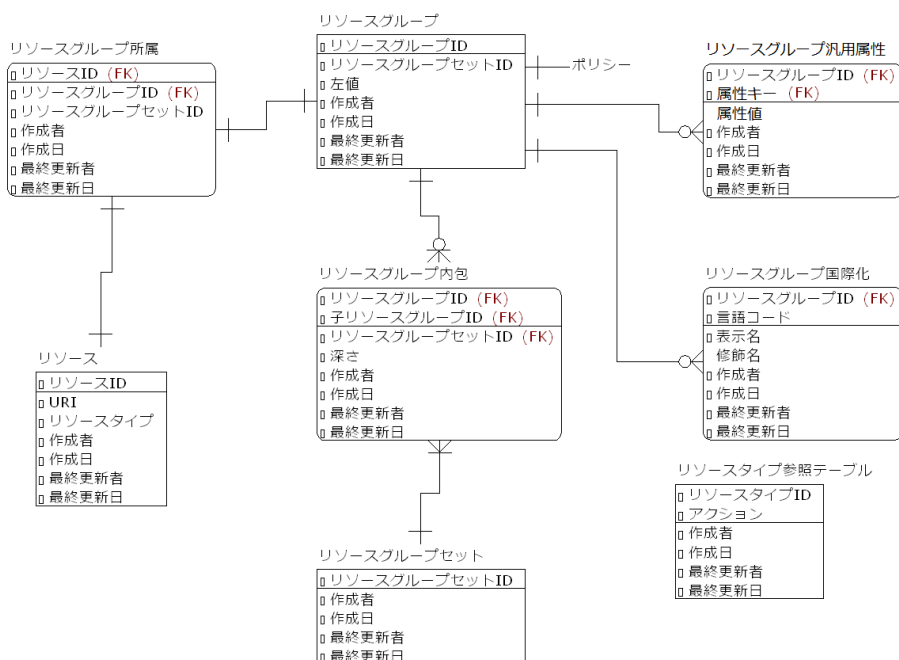 リソースグループ所属
リソースID (FK)
リソースグループID (FK)
リソースグループセットID
作成者
作成日
最終更新者
最終更新日
リソースグループ
リソースグループID
リソースグループセットID
左値
作成者
作成日
最終更新者
最終更新日
ポリシー
リソースグループ汎用属性
リソースグループID (FK)
属性キー (FK)
属性値
作成者
作成日
最終更新者
最終更新日
リソースグループ内包
リソースグループID (FK)
子リソースグループID (FK)
リソースグループセットID (FK)
深さ
作成者
作成日
最終更新者
最終更新日
リソースグループ国際化
リソースグループID (FK)
言語コード
表示名
修飾名
作成者
作成日
最終更新者
最終更新日
リソース
リソースID
URI
リソースタイプ
作成者
作成日
最終更新者
最終更新日
リソースタイプ参照テーブル
リソースタイプID
アクション
作成者
作成日
最終更新者
最終更新日
リソースグループセット
リソースグループセットID
作成者
作成日
最終更新者
最終更新日